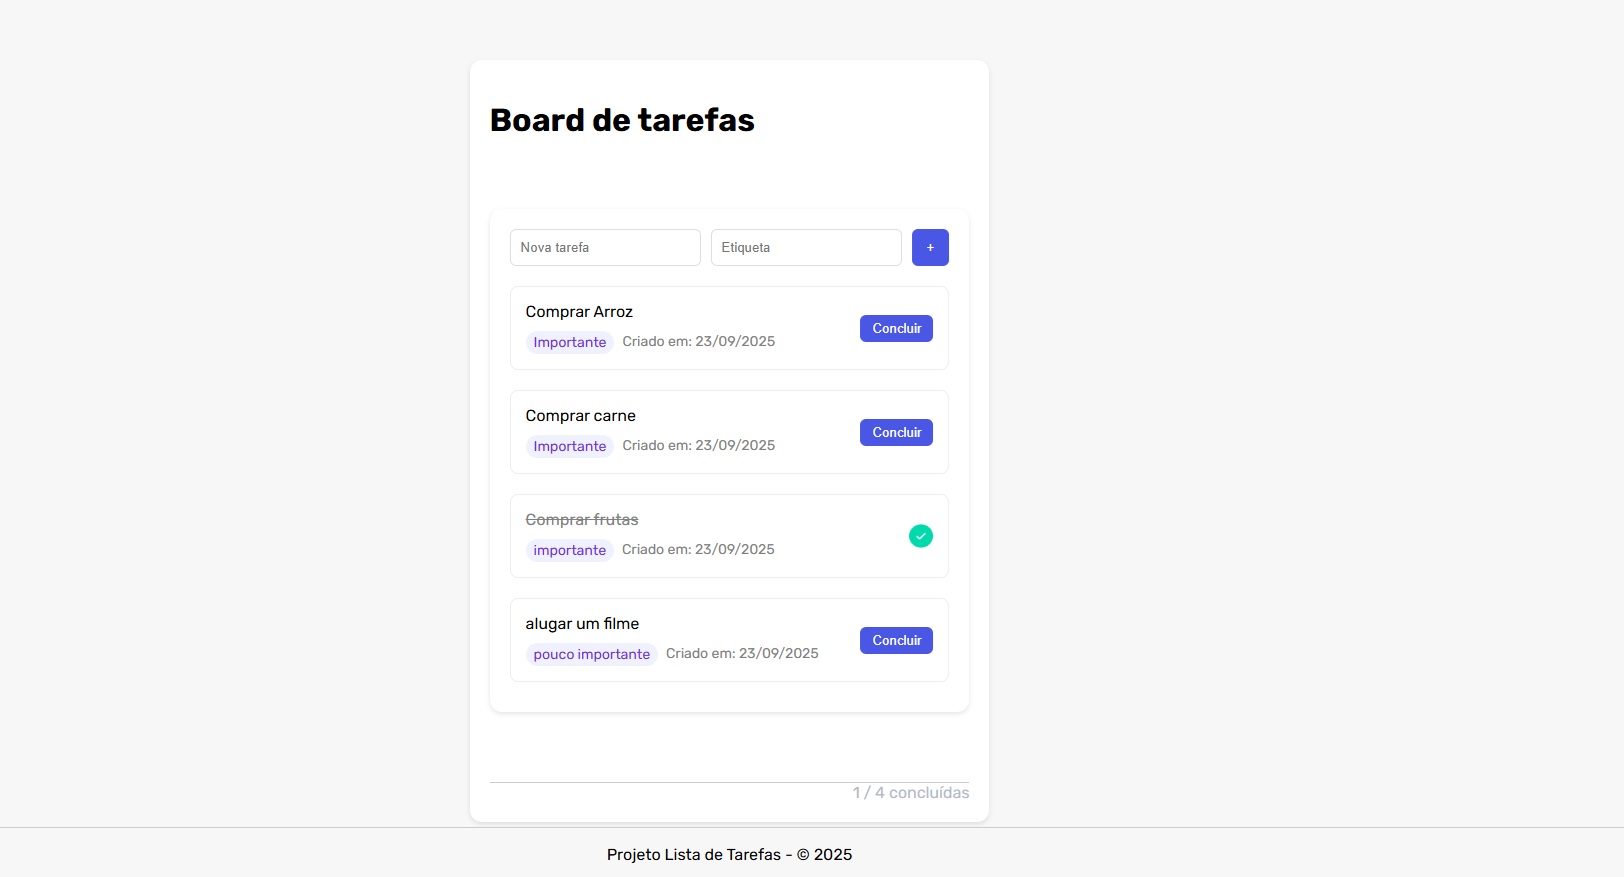 Board de tarefas
Nova tarefa
Etiqueta
+
Comprar Arroz
Importante Criado em: 23/09/2025
Concluir
Comprar carne
Importante Criado em: 23/09/2025
Concluir
Comprar frutas
importante Criado em: 23/09/2025
alugar um filme
pouco importante Criado em: 23/09/2025
Concluir
1 / 4 concluídas
Projeto Lista de Tarefas - © 2025